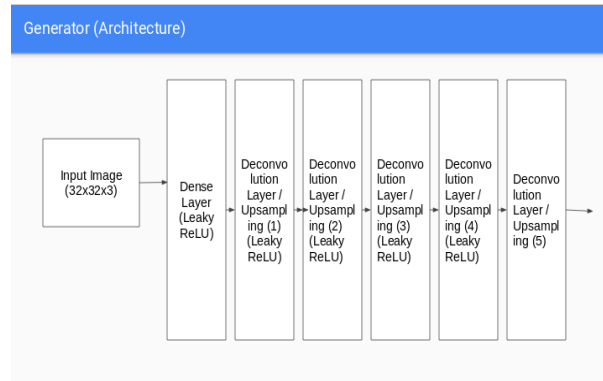 Generator (Architecture)
Input Image
(32x32x3)
Dense
Layer
(Leaky
ReLU)
Deconvo
lution
Layer /
Upsampl
ing (1)
(Leaky
ReLU)
Deconvo
lution
Layer /
Upsampl
ing (2)
(Leaky
ReLU)
Deconvo
lution
Layer /
Upsampl
ing (3)
(Leaky
ReLU)
Deconvo
lution
Layer /
Upsampl
ing (4)
(Leaky
ReLU)
Deconvo
lution
Layer /
Upsampl
ing (5)